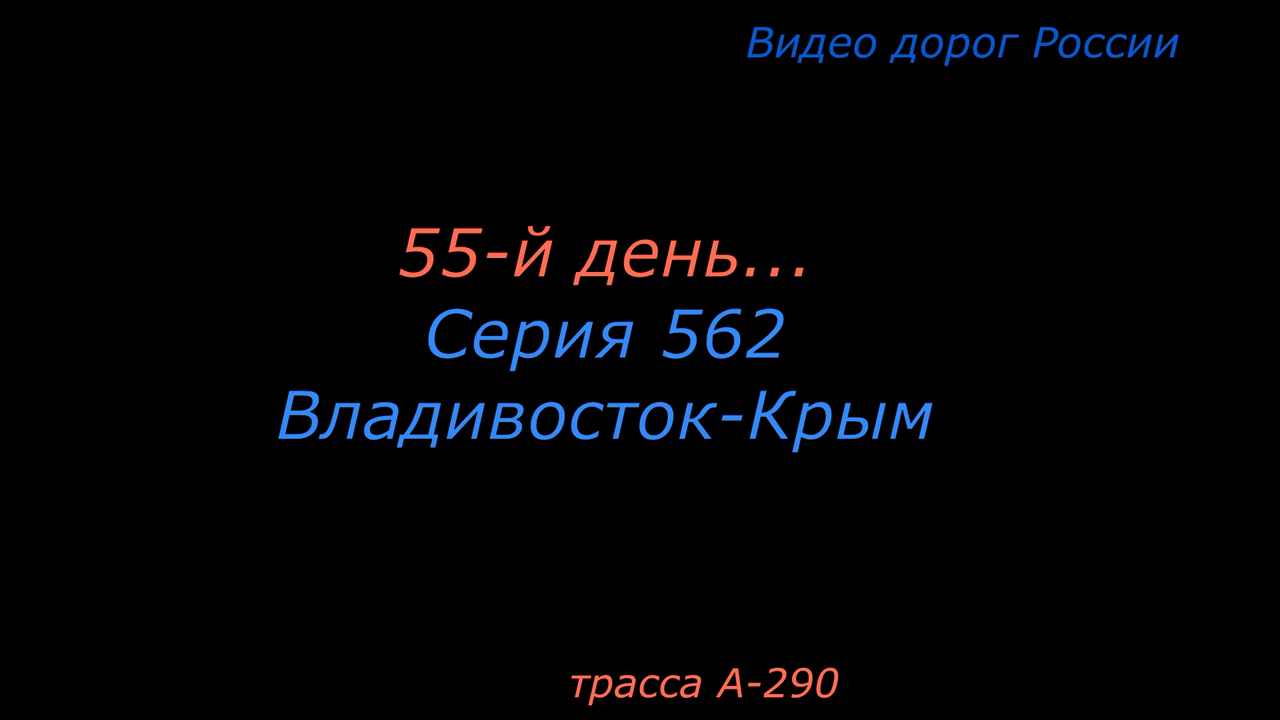 Видео дорог России
55-й день...
Серия 562
Владивосток-Крым
трасса А-290